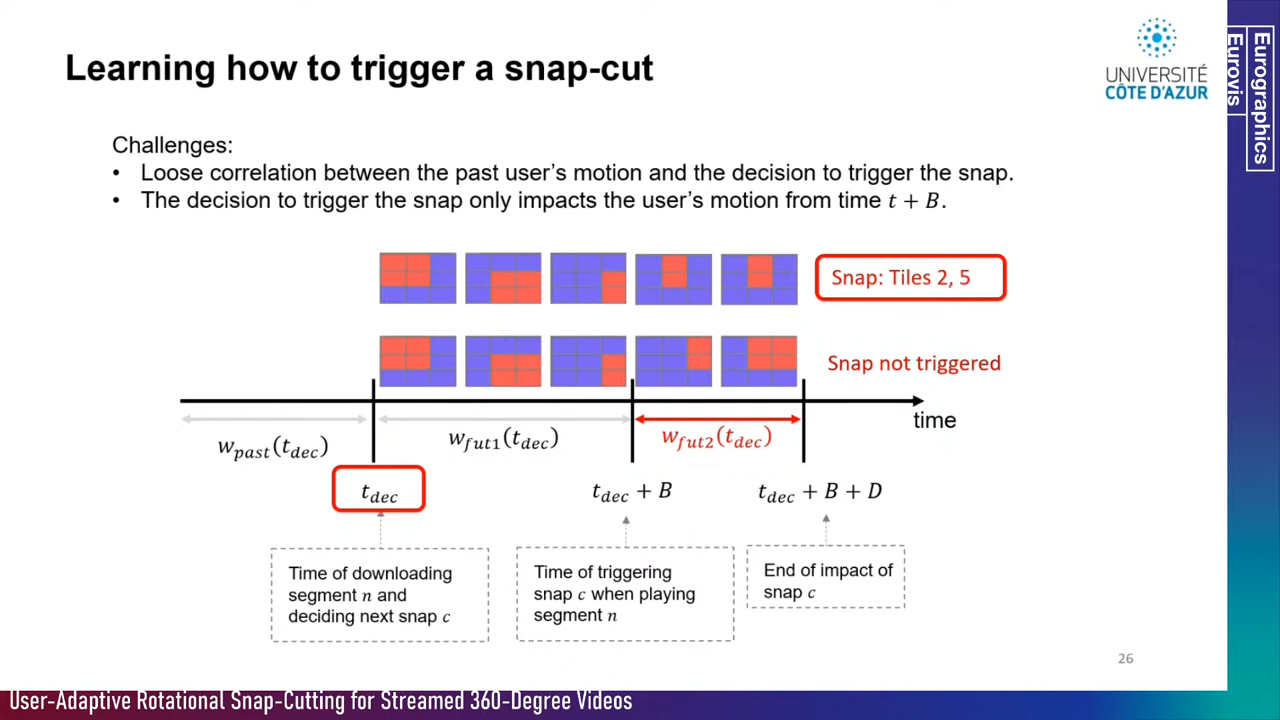 Learning how to trigger a snap-cut
UNIVERSITÉ
CÔTE D'AZUR
Eurographics
Eurovis
Challenges:
• Loose correlation between the past user's motion and the decision to trigger the snap.
• The decision to trigger the snap only impacts the user's motion from time t + B.
Snap: Tiles 2, 5
Snap not triggered
time
w_past(t_dec)
w_fut1(t_dec)
w_fut2(t_dec)
t_dec
t_dec + B
t_dec + B + D
Time of downloading
segment n and
deciding next snap c
Time of triggering
snap c when playing
segment n
End of impact of
snap c
26
User-Adaptive Rotational Snap-Cutting for Streamed 360-Degree Videos